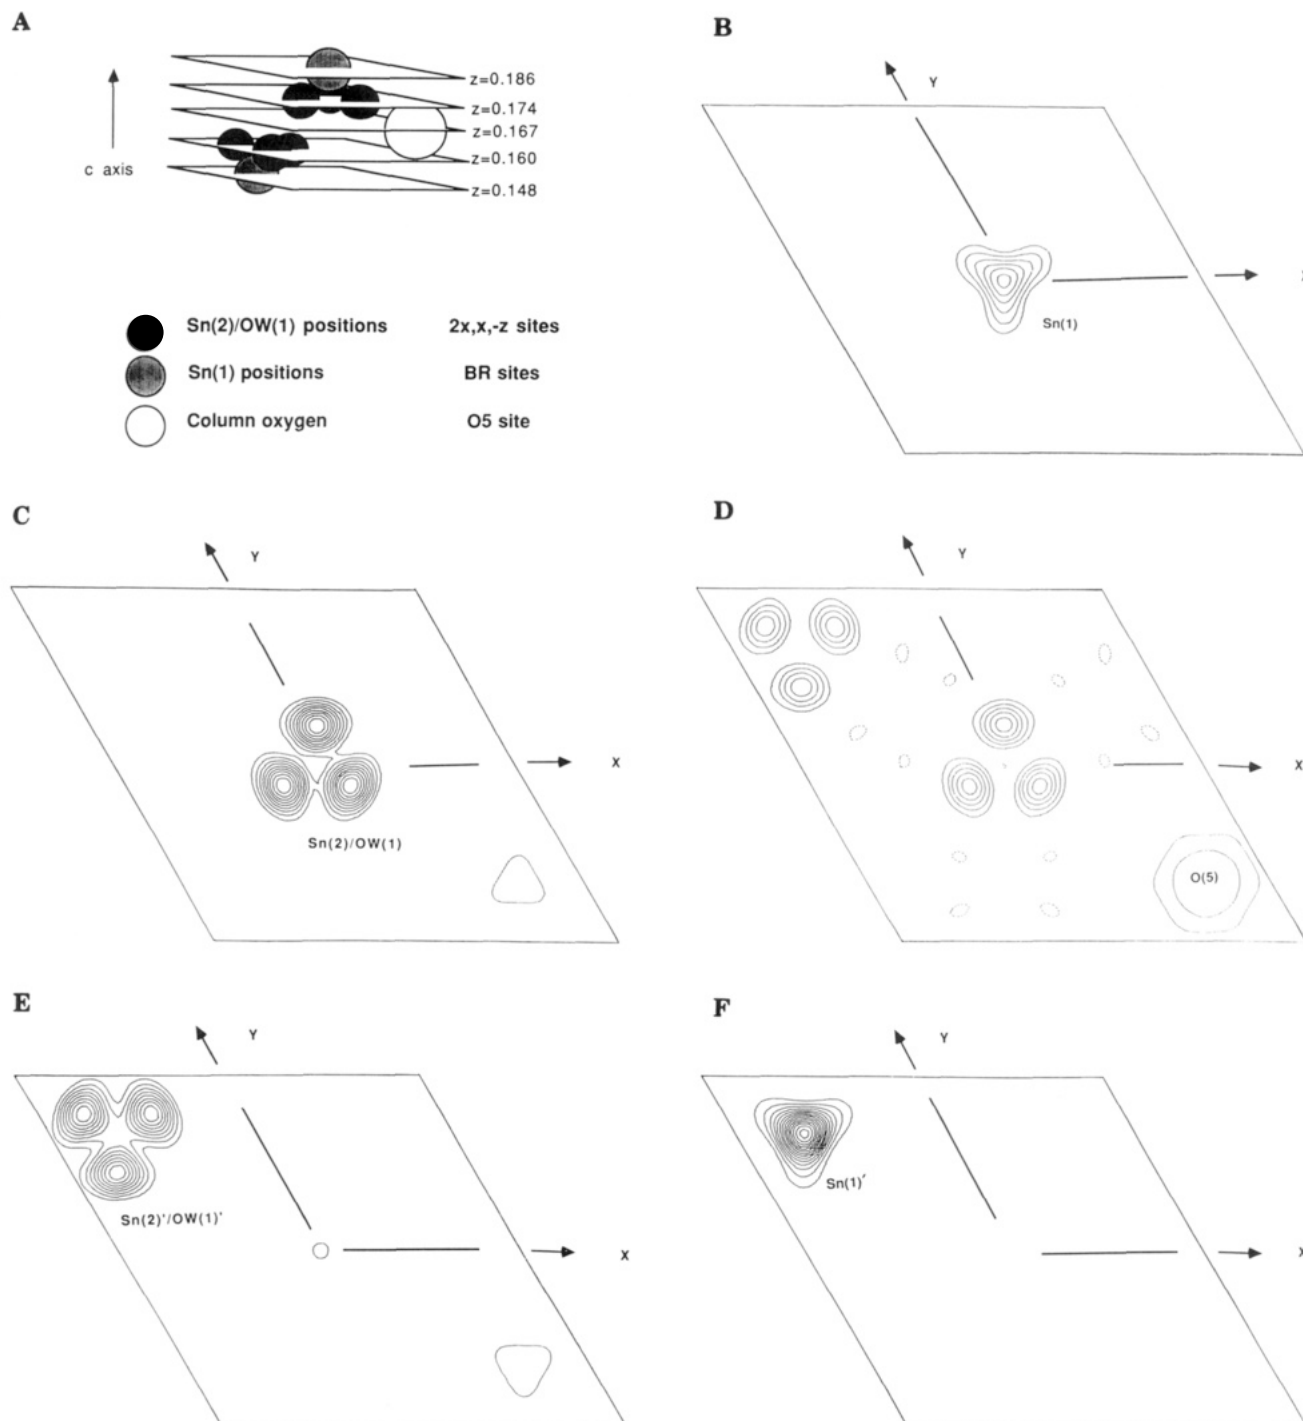 A
B
z=0.186
z=0.174
z=0.167
z=0.160
z=0.148
c axis
Y
Sn(1)
Sn(2)/OW(1) positions 2x,x,-z sites
Sn(1) positions BR sites
Column oxygen O5 site
C
D
Y
X
Sn(2)/OW(1)
Y
X
O(5)
E
F
Y
X
Sn(2)'/OW(1)'
Y
X
Sn(1)'